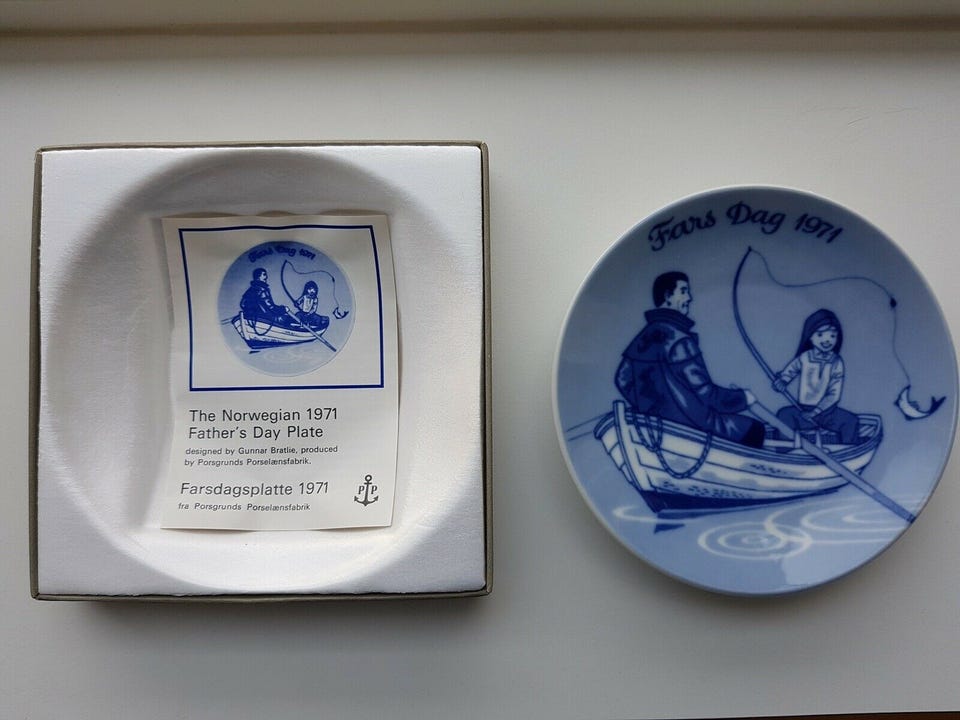 Fars Dag 1971
The Norwegian 1971
Father's Day Plate
designed by Gunnar Bratlie, produced
by Porsgrunds Porselænsfabrik.
Farsdagsplatte 1971
fra Porsgrunds Porselænsfabrik
P P
Fars Dag 1971